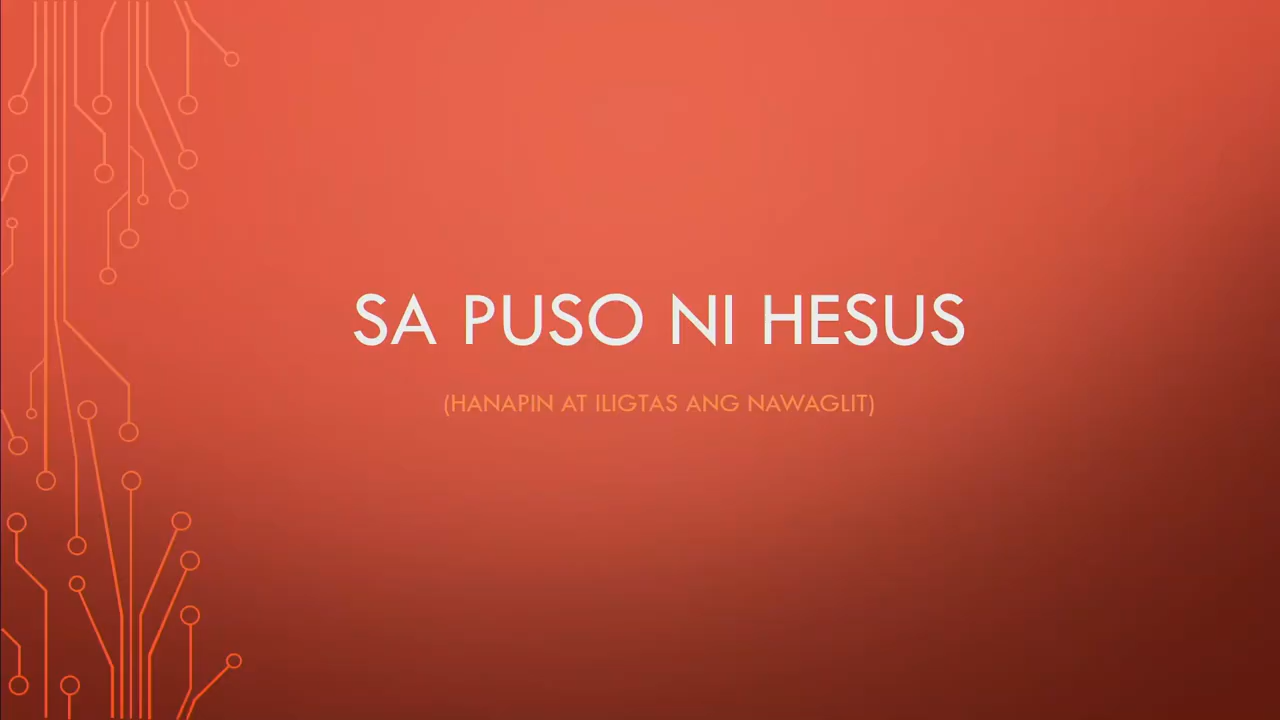 SA PUSO NI HESUS
(HANAPIN AT ILIGTAS ANG NAWAGLIT)